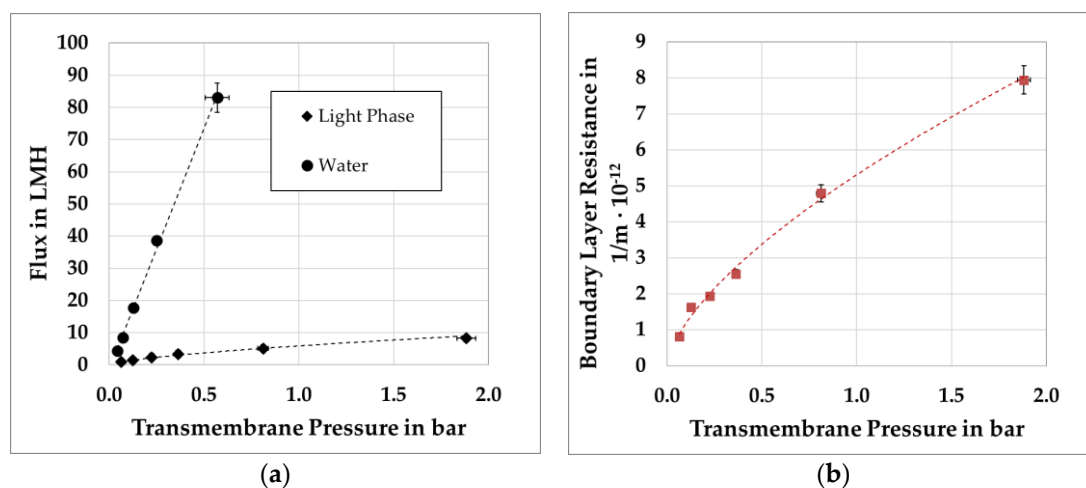 100
90
80
70
60
50
40
30
20
10
0
Flux in LMH
Light Phase
Water
0.0 0.5 1.0 1.5 2.0
Transmembrane Pressure in bar
(a)
9
8
7
6
5
4
3
2
1
0
Boundary Layer Resistance in
1/m · 10⁻¹²
0.0 0.5 1.0 1.5 2.0
Transmembrane Pressure in bar
(b)